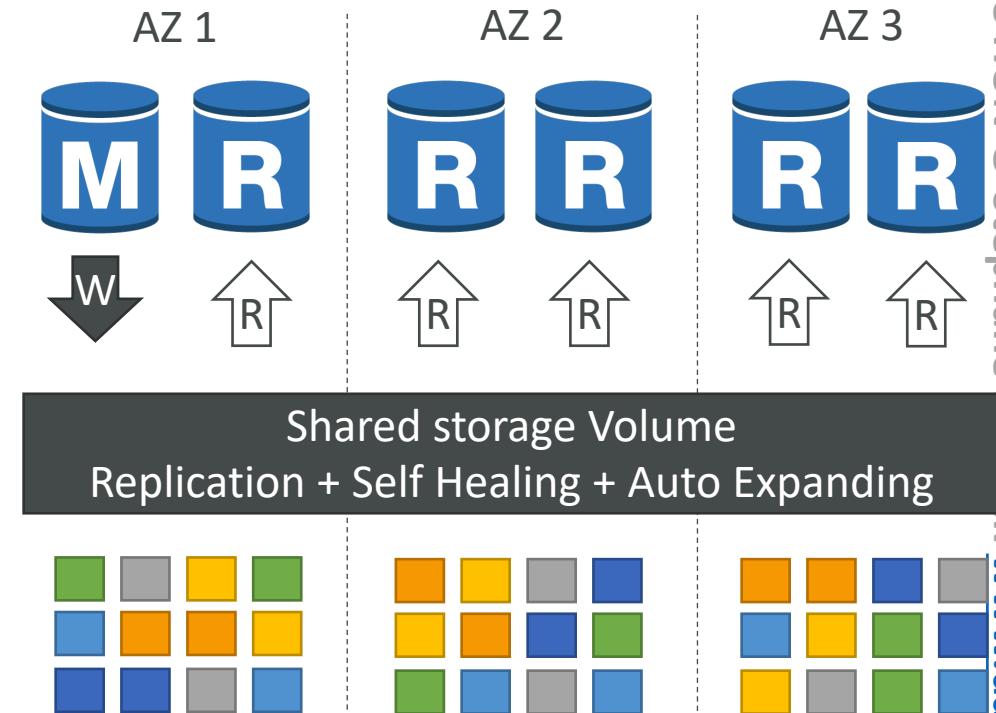 AZ 1 AZ 2 AZ 3
M R R R R R
W R R R R R
Shared storage Volume
Replication + Self Healing + Auto Expanding